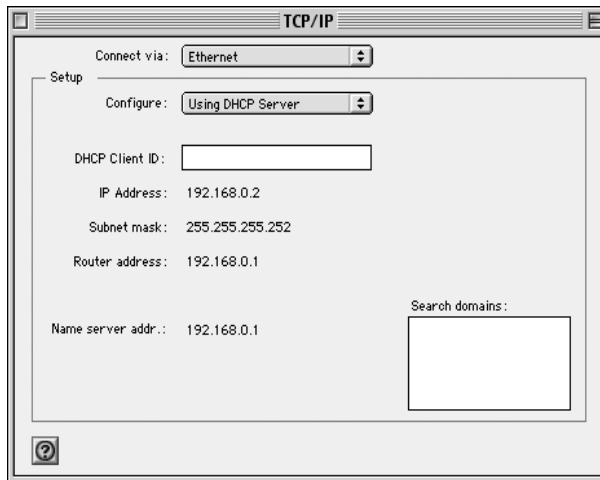 TCP/IP
Connect via: Ethernet
Setup
Configure: Using DHCP Server
DHCP Client ID:
IP Address: 192.168.0.2
Subnet mask: 255.255.255.252
Router address: 192.168.0.1
Search domains:
Name server addr.: 192.168.0.1
?